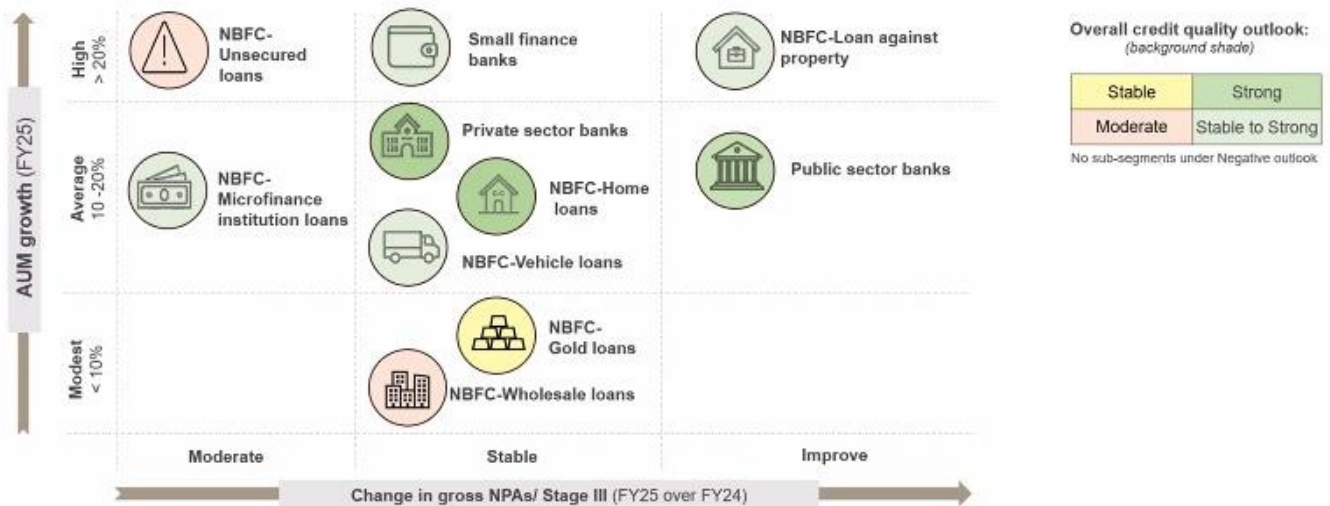 AUM growth (FY25)
High
> 20%
NBFC-
Unsecured
loans
Small finance
banks
NBFC-Loan against
property
Average
10 -20%
NBFC-
Microfinance
institution loans
Private sector banks
NBFC-Home
loans
NBFC-Vehicle loans
Public sector banks
Modest
< 10%
NBFC-
Gold loans
NBFC-Wholesale loans
Moderate
Stable
Improve
Change in gross NPAs/ Stage III (FY25 over FY24)
Overall credit quality outlook:
(background shade)
Stable
Strong
Moderate
Stable to Strong
No sub-segments under Negative outlook